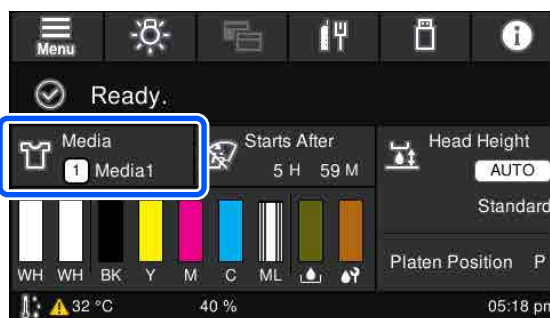 Menu
Ready.
Media
1 Media1
Starts After
5 H 59 M
Head Height
AUTO
Standard
WH WH BK Y M C ML
Platen Position P
32 °C 40 % 05:18 pm